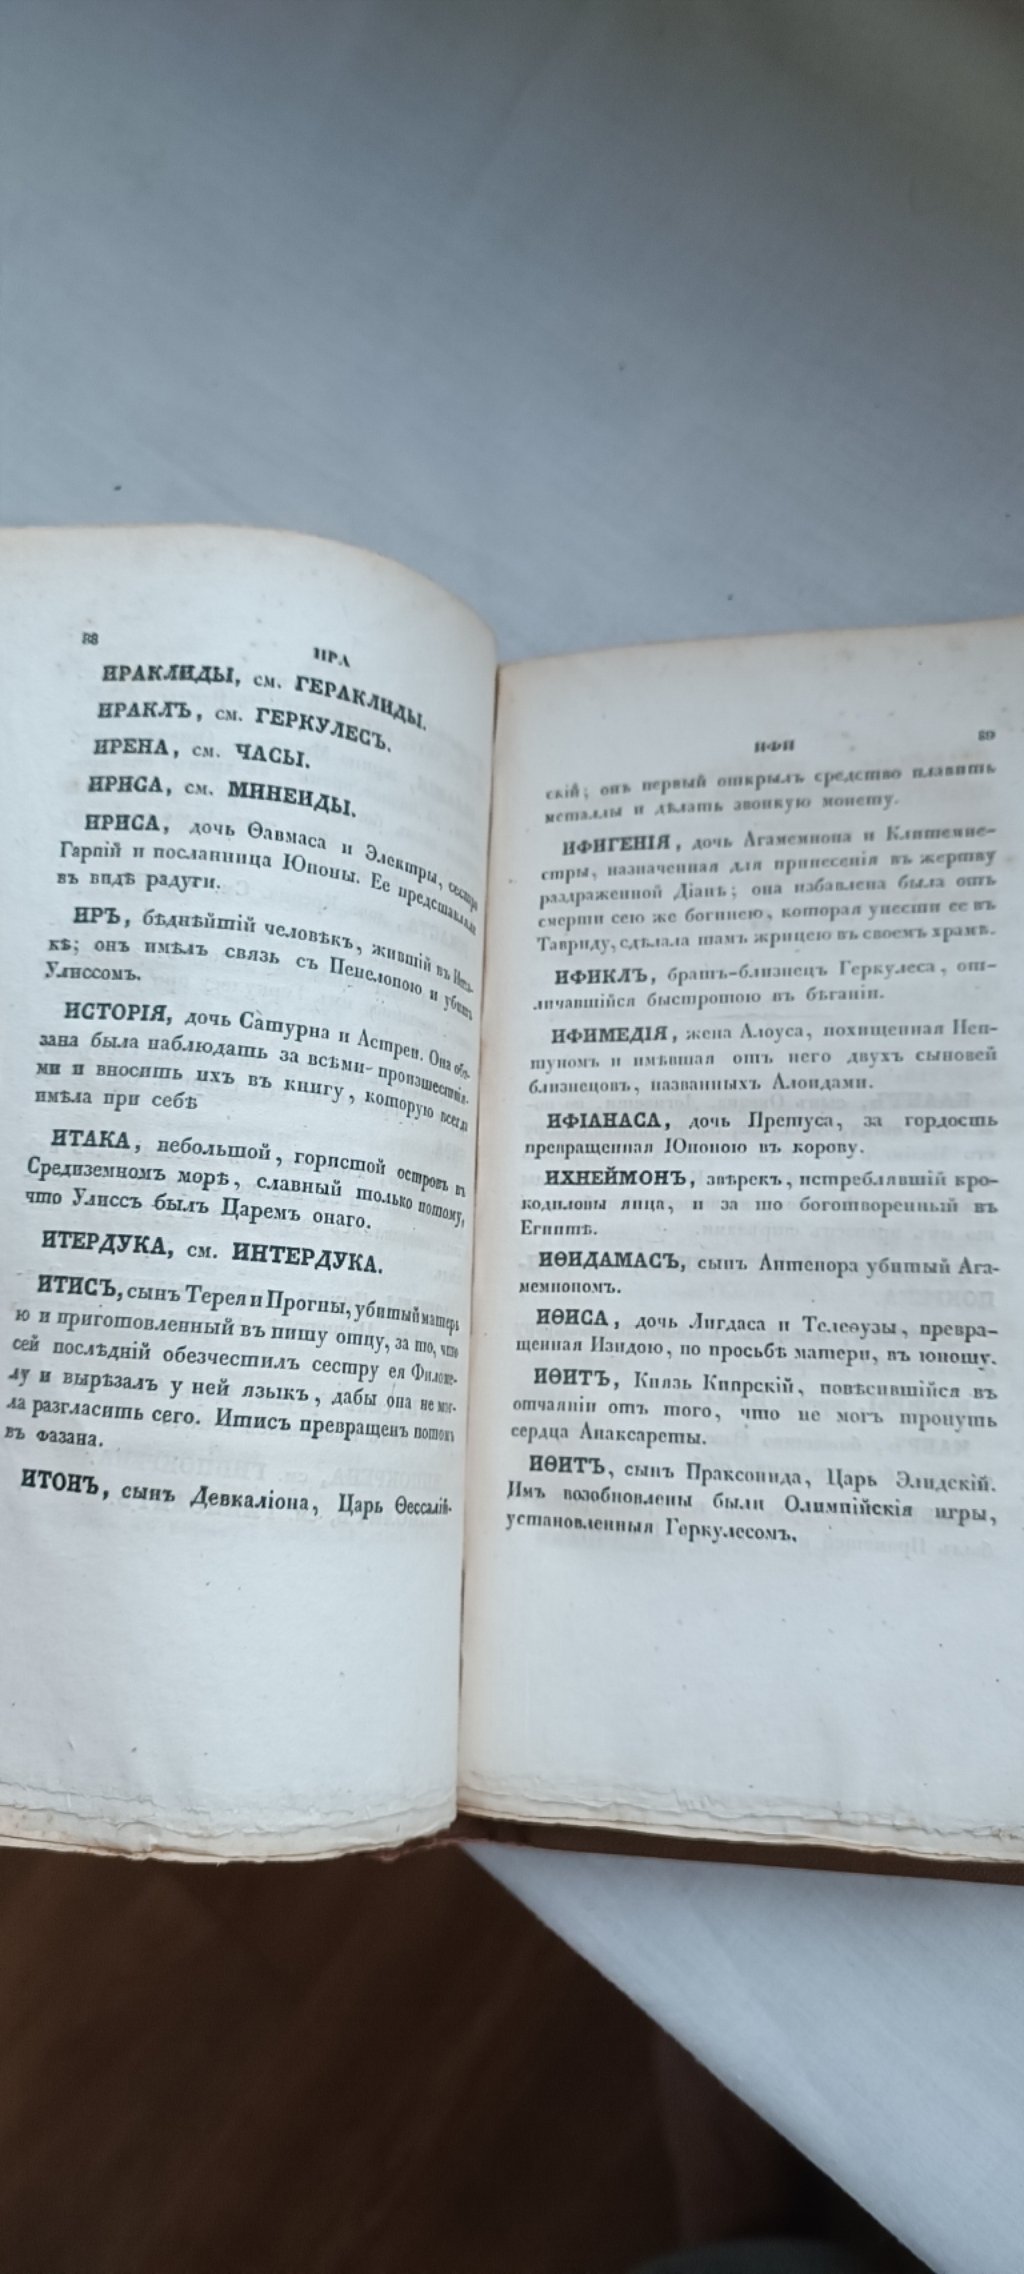 88
ИРА
ИРАКЛИДЫ, см. ГЕРАКЛИДЫ.
ИРАКЛЪ, см. ГЕРКУЛЕСЪ.
ИРЕНА, см. ЧАСЫ.
ИРИСА, см. МИНЕИДЫ.
ИРИСА, дочь Ѳавмаса и Электры, сестра
Гарпій и посланница Юноны. Ее представляли
въ видѣ радуги.
ИРЪ, бѣднѣйшій человѣкъ, жившій въ Ита-
кѣ; онъ имѣлъ связь съ Пенелопою и убитъ
Улиссомъ.
ИСТОРІЯ, дочь Сатурна и Астреи. Она обя-
зана была наблюдать за всѣми произшествія-
ми и вносить ихъ въ книгу, которую всегда
имѣла при себѣ
ИТАКА, небольшой, гористой островъ въ
Средиземномъ морѣ, славный только потому,
что Улиссъ былъ Царемъ онаго.
ИТЕРДУКА, см. ИНТЕРДУКА.
ИТИСЪ, сынъ Терея и Прогны, убитый матерь
ю и приготовленный въ пищу отцу, за то, что
сей послѣдній обезчестилъ сестру ея Филоме-
лу и вырѣзалъ у ней языкъ, дабы она не мог-
ла разгласить сего. Итисъ превращенъ потомъ
въ фазана.
ИТОНЪ, сынъ Девкаліона, Царь Ѳессалій-
ИФИ
89
скій; онъ первый открылъ средство плавить
металлы и дѣлать звонкую монету.
ИФИГЕНІЯ, дочь Агамемнона и Клитемне-
стры, назначенная для принесенія въ жертву
раздраженной Діанѣ; она избавлена была отъ
смерти сею же богинею, которая унести ее въ
Тавриду, сдѣлала тамъ жрицею въ своемъ храмѣ.
ИФИКЛЪ, братъ-близнецъ Геркулеса, от-
личавшійся быстротою въ бѣганіи.
ИФИМЕДІЯ, жена Алоуса, похищенная Неп-
туномъ и имѣвшая отъ него двухъ сыновей
близнецовъ, названныхъ Алоидами.
ИФІАНАСА, дочь Претуса, за гордость
превращенная Юноною въ корову.
ИХНЕЙМОНЪ, звѣрекъ, истреблявшій кро-
кодиловы яица, и за то боготворенный въ
Египтѣ.
ИѲИДАМАСЪ, сынъ Антенора убитый Ага-
мемнономъ.
ИѲИСА, дочь Лигдаса и Телеѳузы, превра-
щенная Изидою, по просьбѣ матери, въ юношу.
ИѲИТЪ, Князь Кипрскій, повѣсившійся въ
отчаяніи отъ того, что не могъ тронуть
сердца Анаксареты.
ИѲИТЪ, сынъ Праксонида, Царь Элидскій.
Имъ возобновлены были Олимпійскія игры,
установленныя Геркулесомъ.